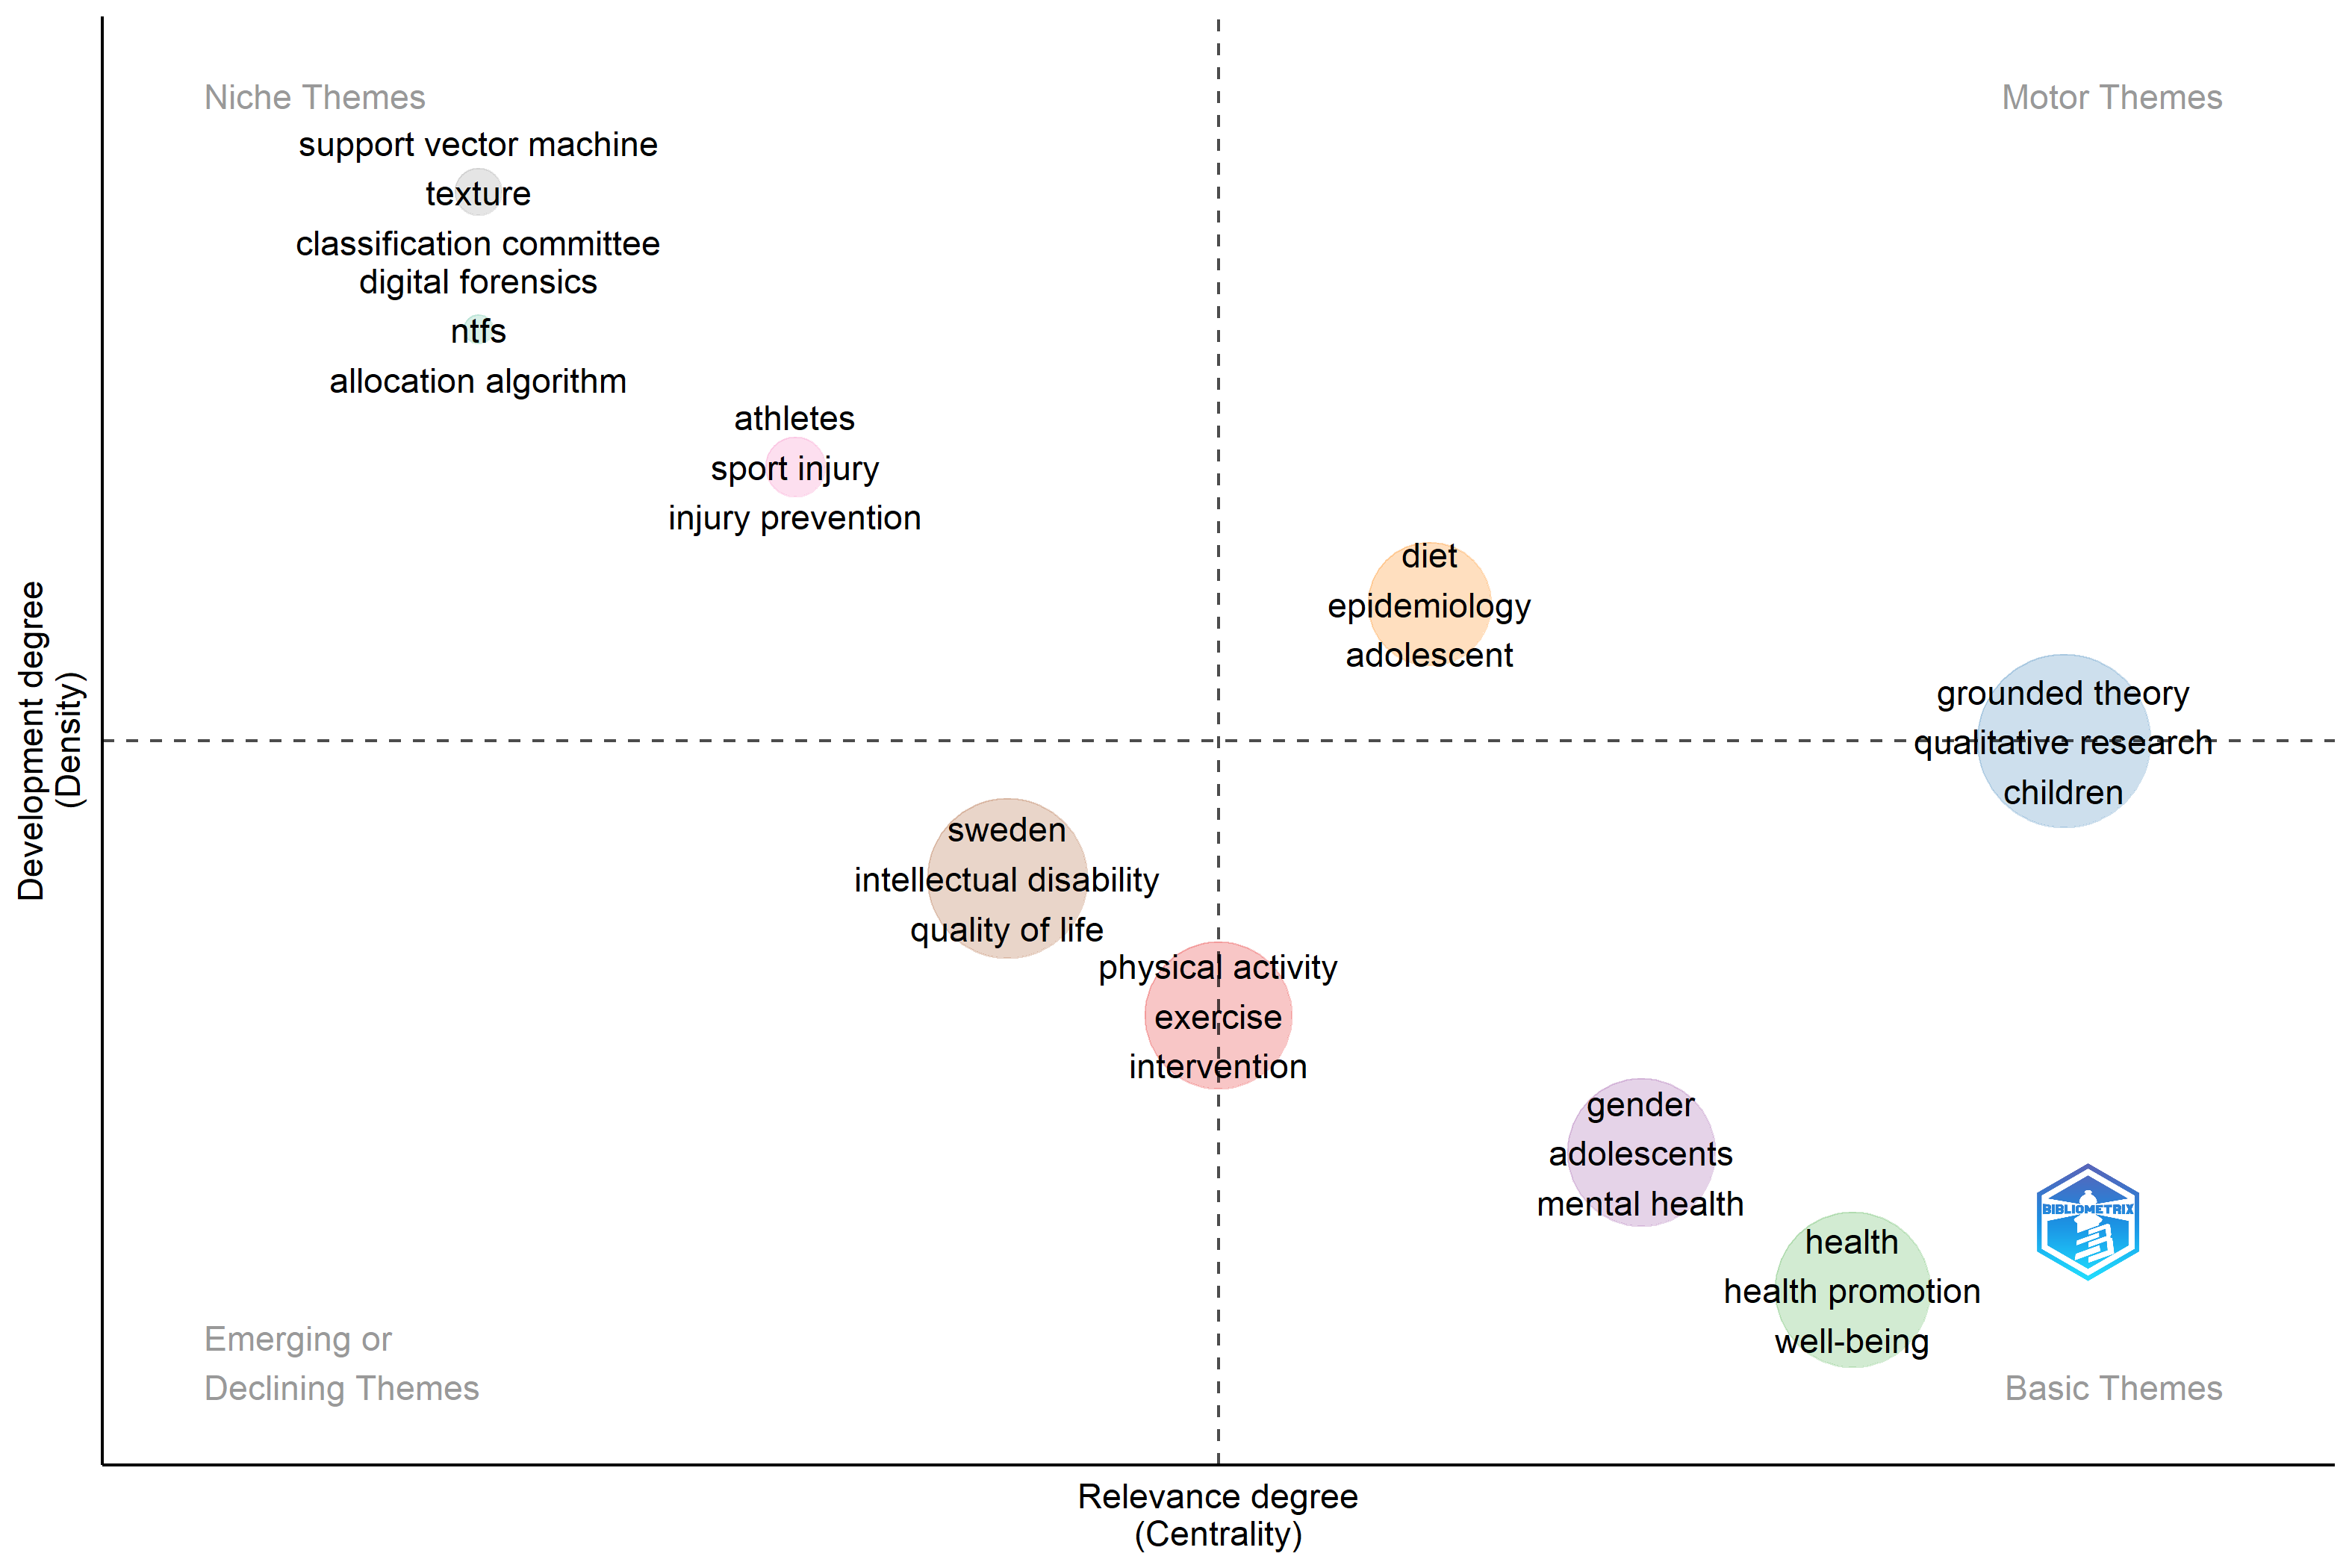 Niche Themes
Motor Themes
support vector machine
texture
classification committee
digital forensics
ntfs
allocation algorithm
athletes
sport injury
injury prevention
diet
epidemiology
adolescent
grounded theory
qualitative research
children
Development degree
(Density)
sweden
intellectual disability
quality of life
physical activity
exercise
intervention
gender
adolescents
mental health
BIBLIOMETRIX
health
health promotion
well-being
Emerging or
Declining Themes
Basic Themes
Relevance degree
(Centrality)